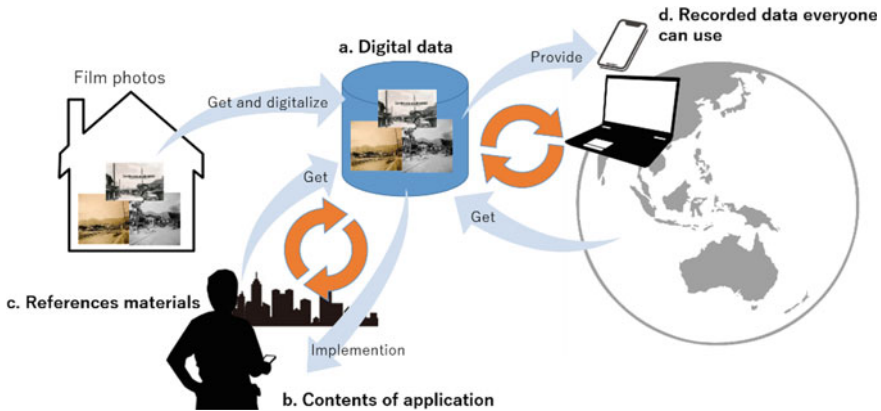 d. Recorded data everyone
can use
a. Digital data
Provide
Film photos
Get and digitalize
Get
Get
c. References materials
Implemention
b. Contents of application